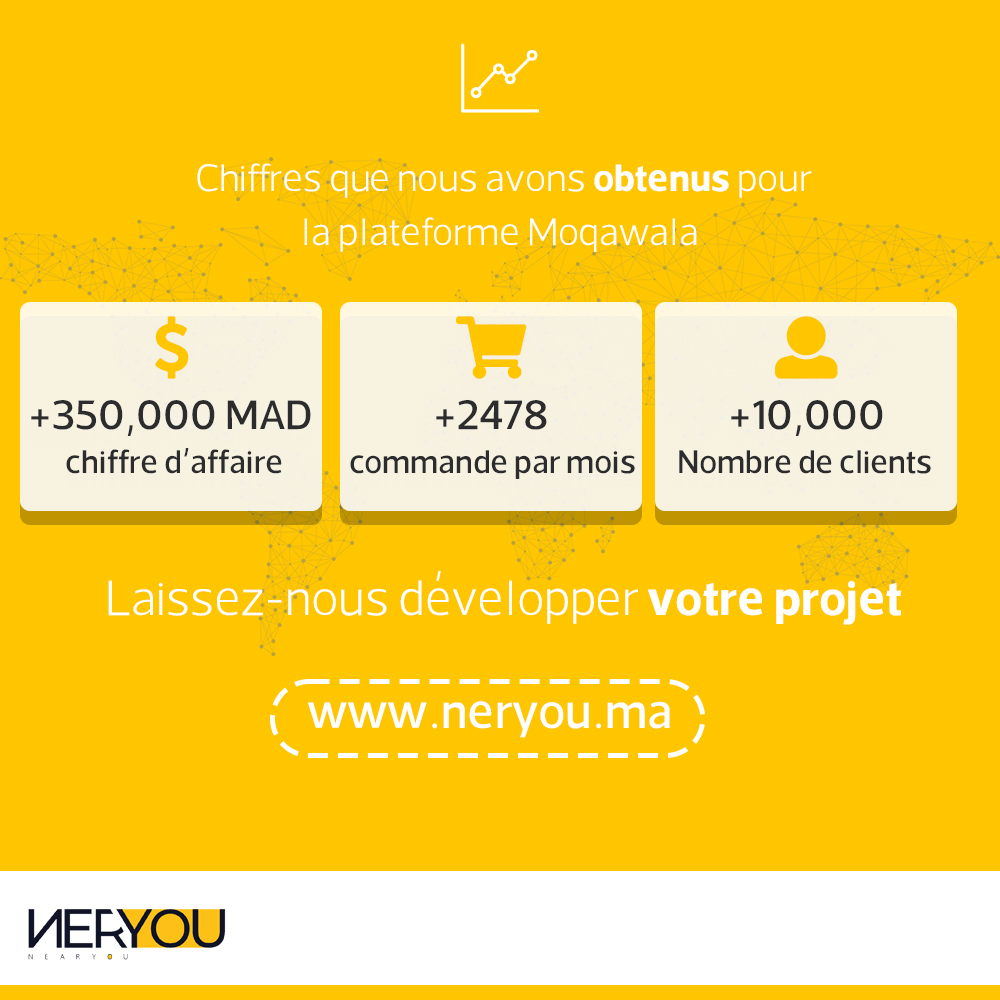 Chiffres que nous avons obtenus pour
la plateforme Moqawala
+350,000 MAD
chiffre d'affaire
+2478
commande par mois
+10,000
Nombre de clients
Laissez-nous développer votre projet
www.neryou.ma
NERYOU
NEARYOU